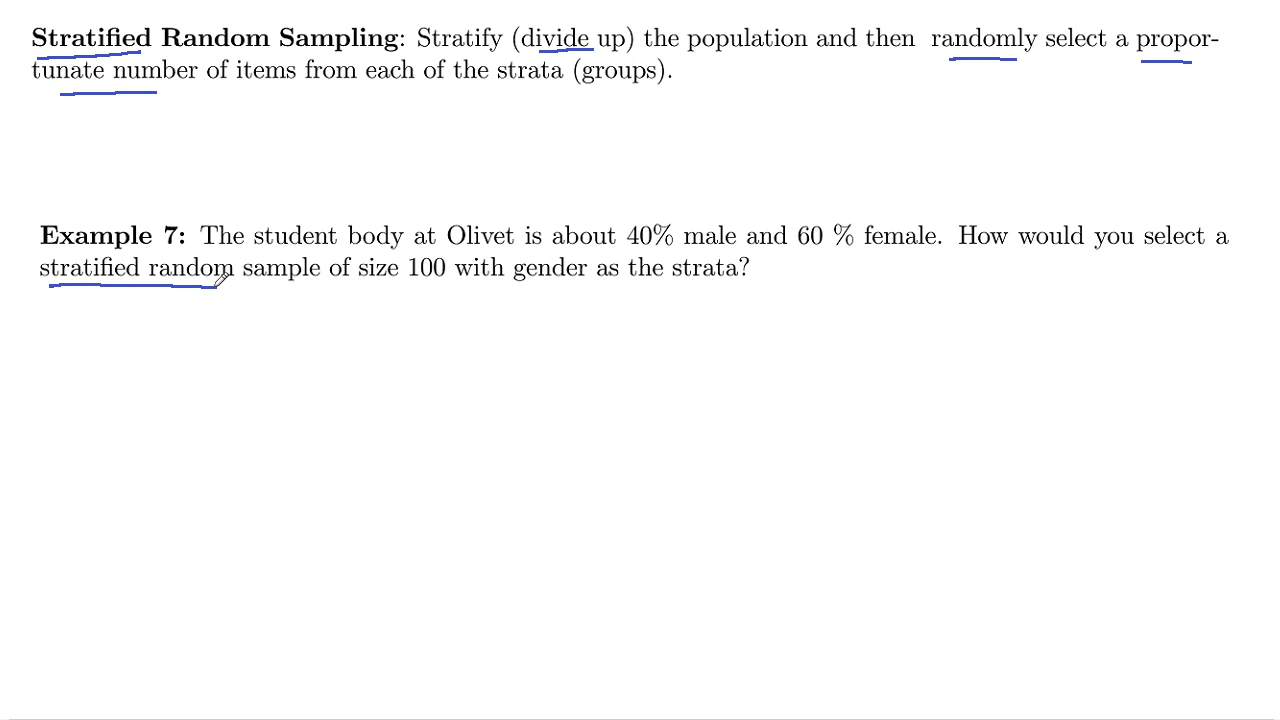 Stratified Random Sampling: Stratify (divide up) the population and then randomly select a propor-
tunate number of items from each of the strata (groups).
Example 7: The student body at Olivet is about 40% male and 60 % female. How would you select a
stratified random sample of size 100 with gender as the strata?